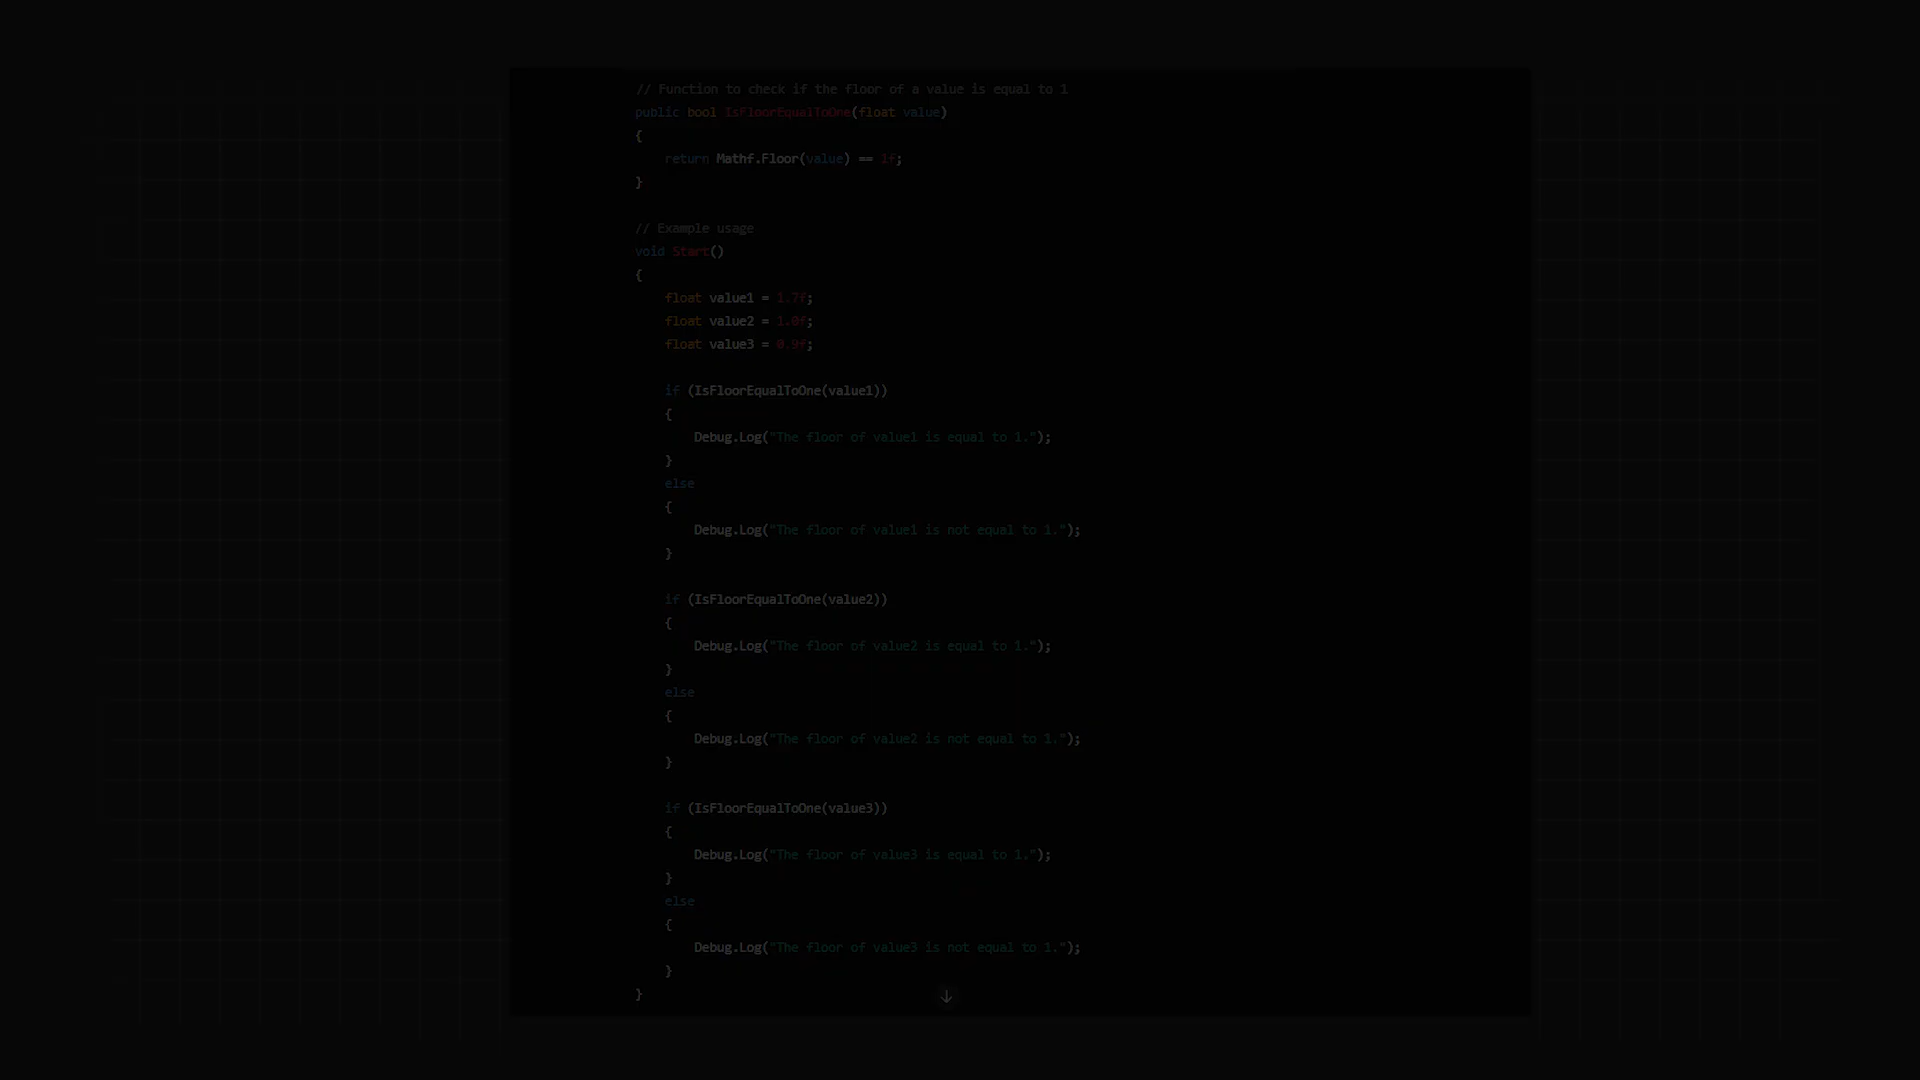 // Function to check if the floor of a value is equal to 1
public bool IsFloorEqualToOne(float value)
{
    return Mathf.Floor(value) == 1f;
}
// Example usage
void Start()
{
    float value1 = 1.7f;
    float value2 = 1.0f;
    float value3 = 0.9f;
    if (IsFloorEqualToOne(value1))
    {
        Debug.Log("The floor of value1 is equal to 1.");
    }
    else
    {
        Debug.Log("The floor of value1 is not equal to 1.");
    }
    if (IsFloorEqualToOne(value2))
    {
        Debug.Log("The floor of value2 is equal to 1.");
    }
    else
    {
        Debug.Log("The floor of value2 is not equal to 1.");
    }
    if (IsFloorEqualToOne(value3))
    {
        Debug.Log("The floor of value3 is equal to 1.");
    }
    else
    {
        Debug.Log("The floor of value3 is not equal to 1.");
    }
}